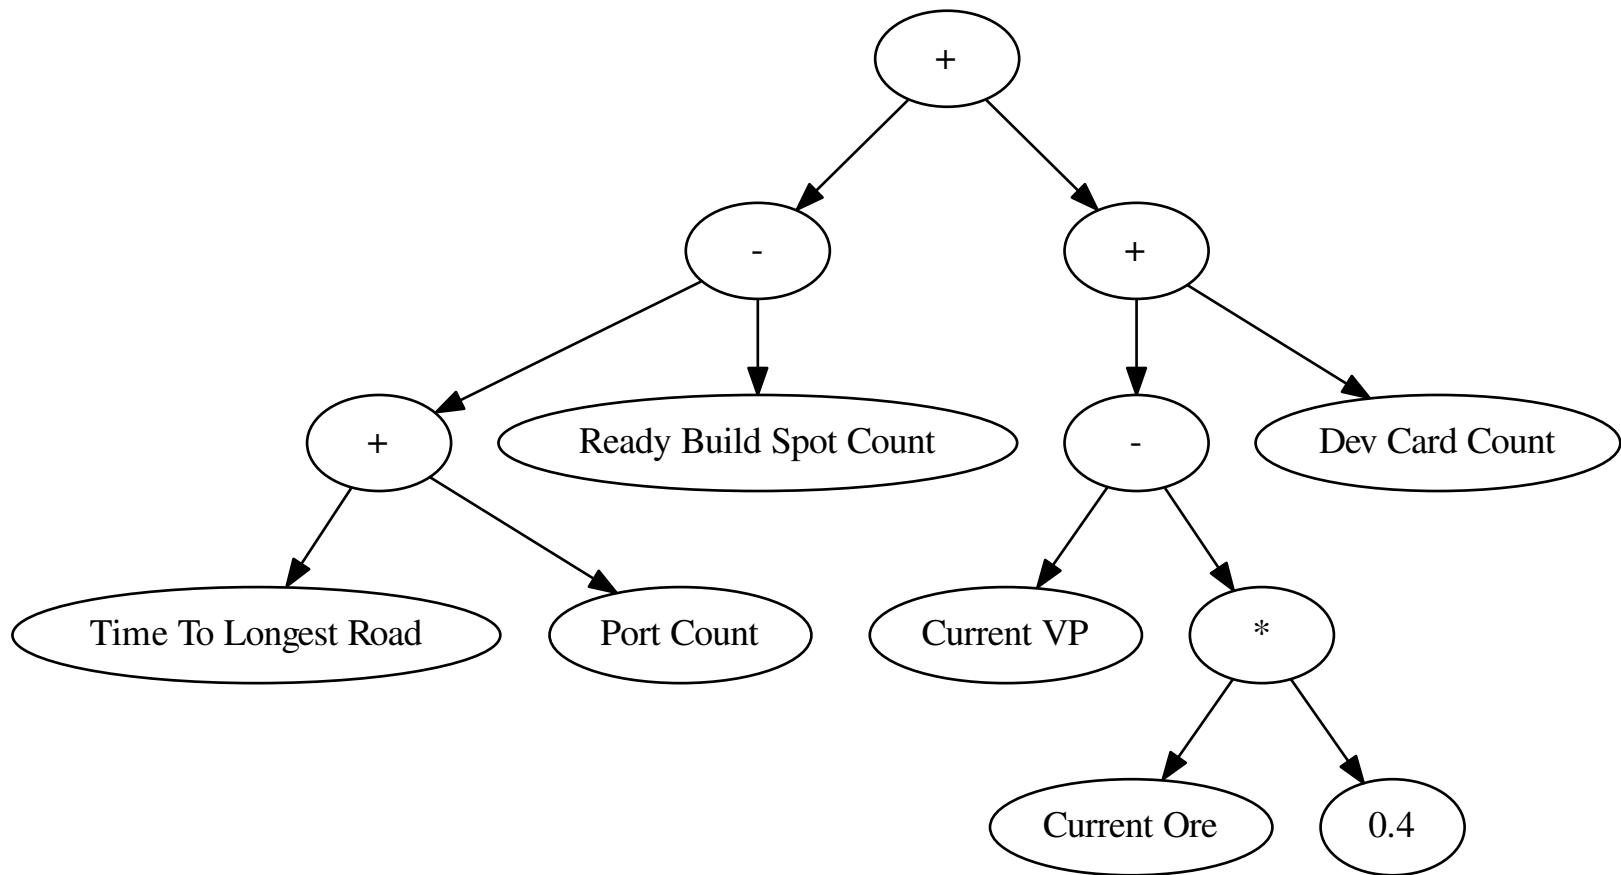 +
-
+
+
Ready Build Spot Count
-
Dev Card Count
Time To Longest Road
Port Count
Current VP
*
Current Ore
0.4